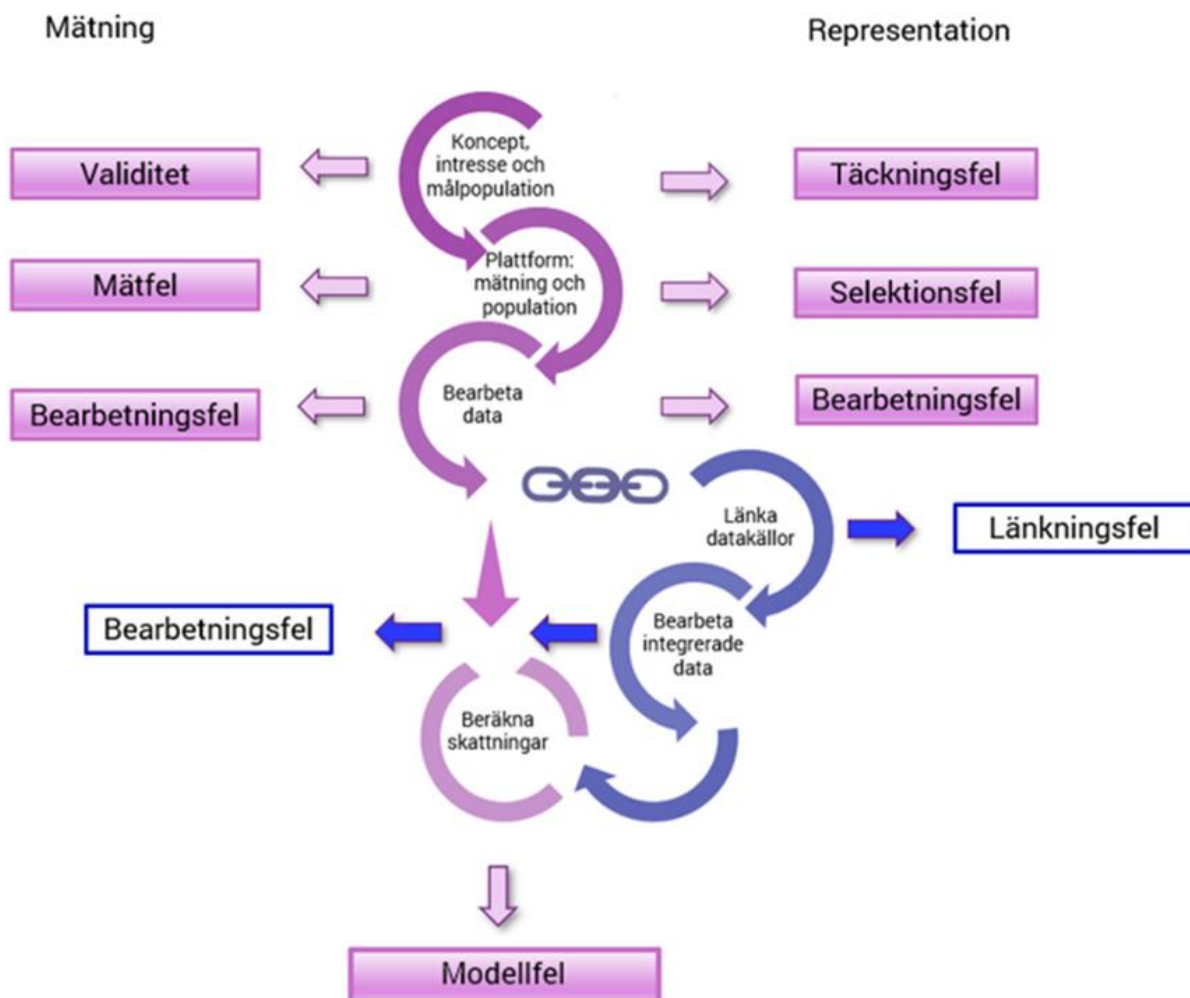 Mätning
Representation
Koncept,
intresse och
målpopulation
Validitet
Täckningsfel
Plattform:
mätning och
population
Mätfel
Selektionsfel
Bearbeta
data
Bearbetningsfel
Bearbetningsfel
Länka
datakällor
Länkningsfel
Bearbeta
integrerade
data
Bearbetningsfel
Beräkna
skattningar
Modellfel